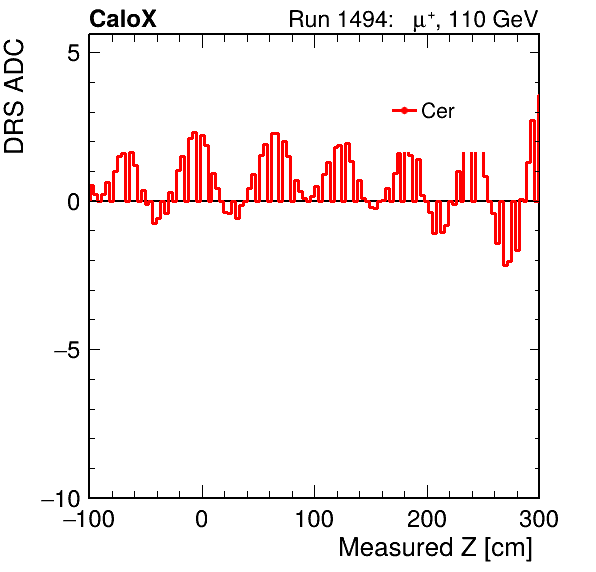 CaloX Run 1494: μ⁺, 110 GeV
DRS ADC
Cer
5
0
−5
−10
−100 0 100 200 300
Measured Z [cm]